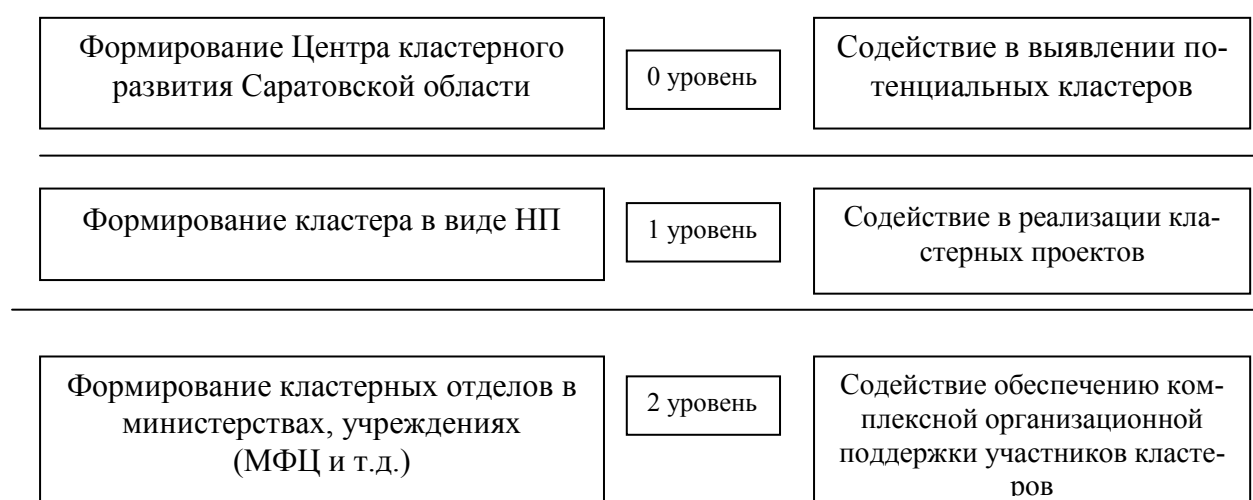 Формирование Центра кластерного
развития Саратовской области
0 уровень
Содействие в выявлении по-
тенциальных кластеров
Формирование кластера в виде НП
1 уровень
Содействие в реализации кла-
стерных проектов
Формирование кластерных отделов в
министерствах, учреждениях
(МФЦ и т.д.)
2 уровень
Содействие обеспечению ком-
плексной организационной
поддержки участников класте-
ров